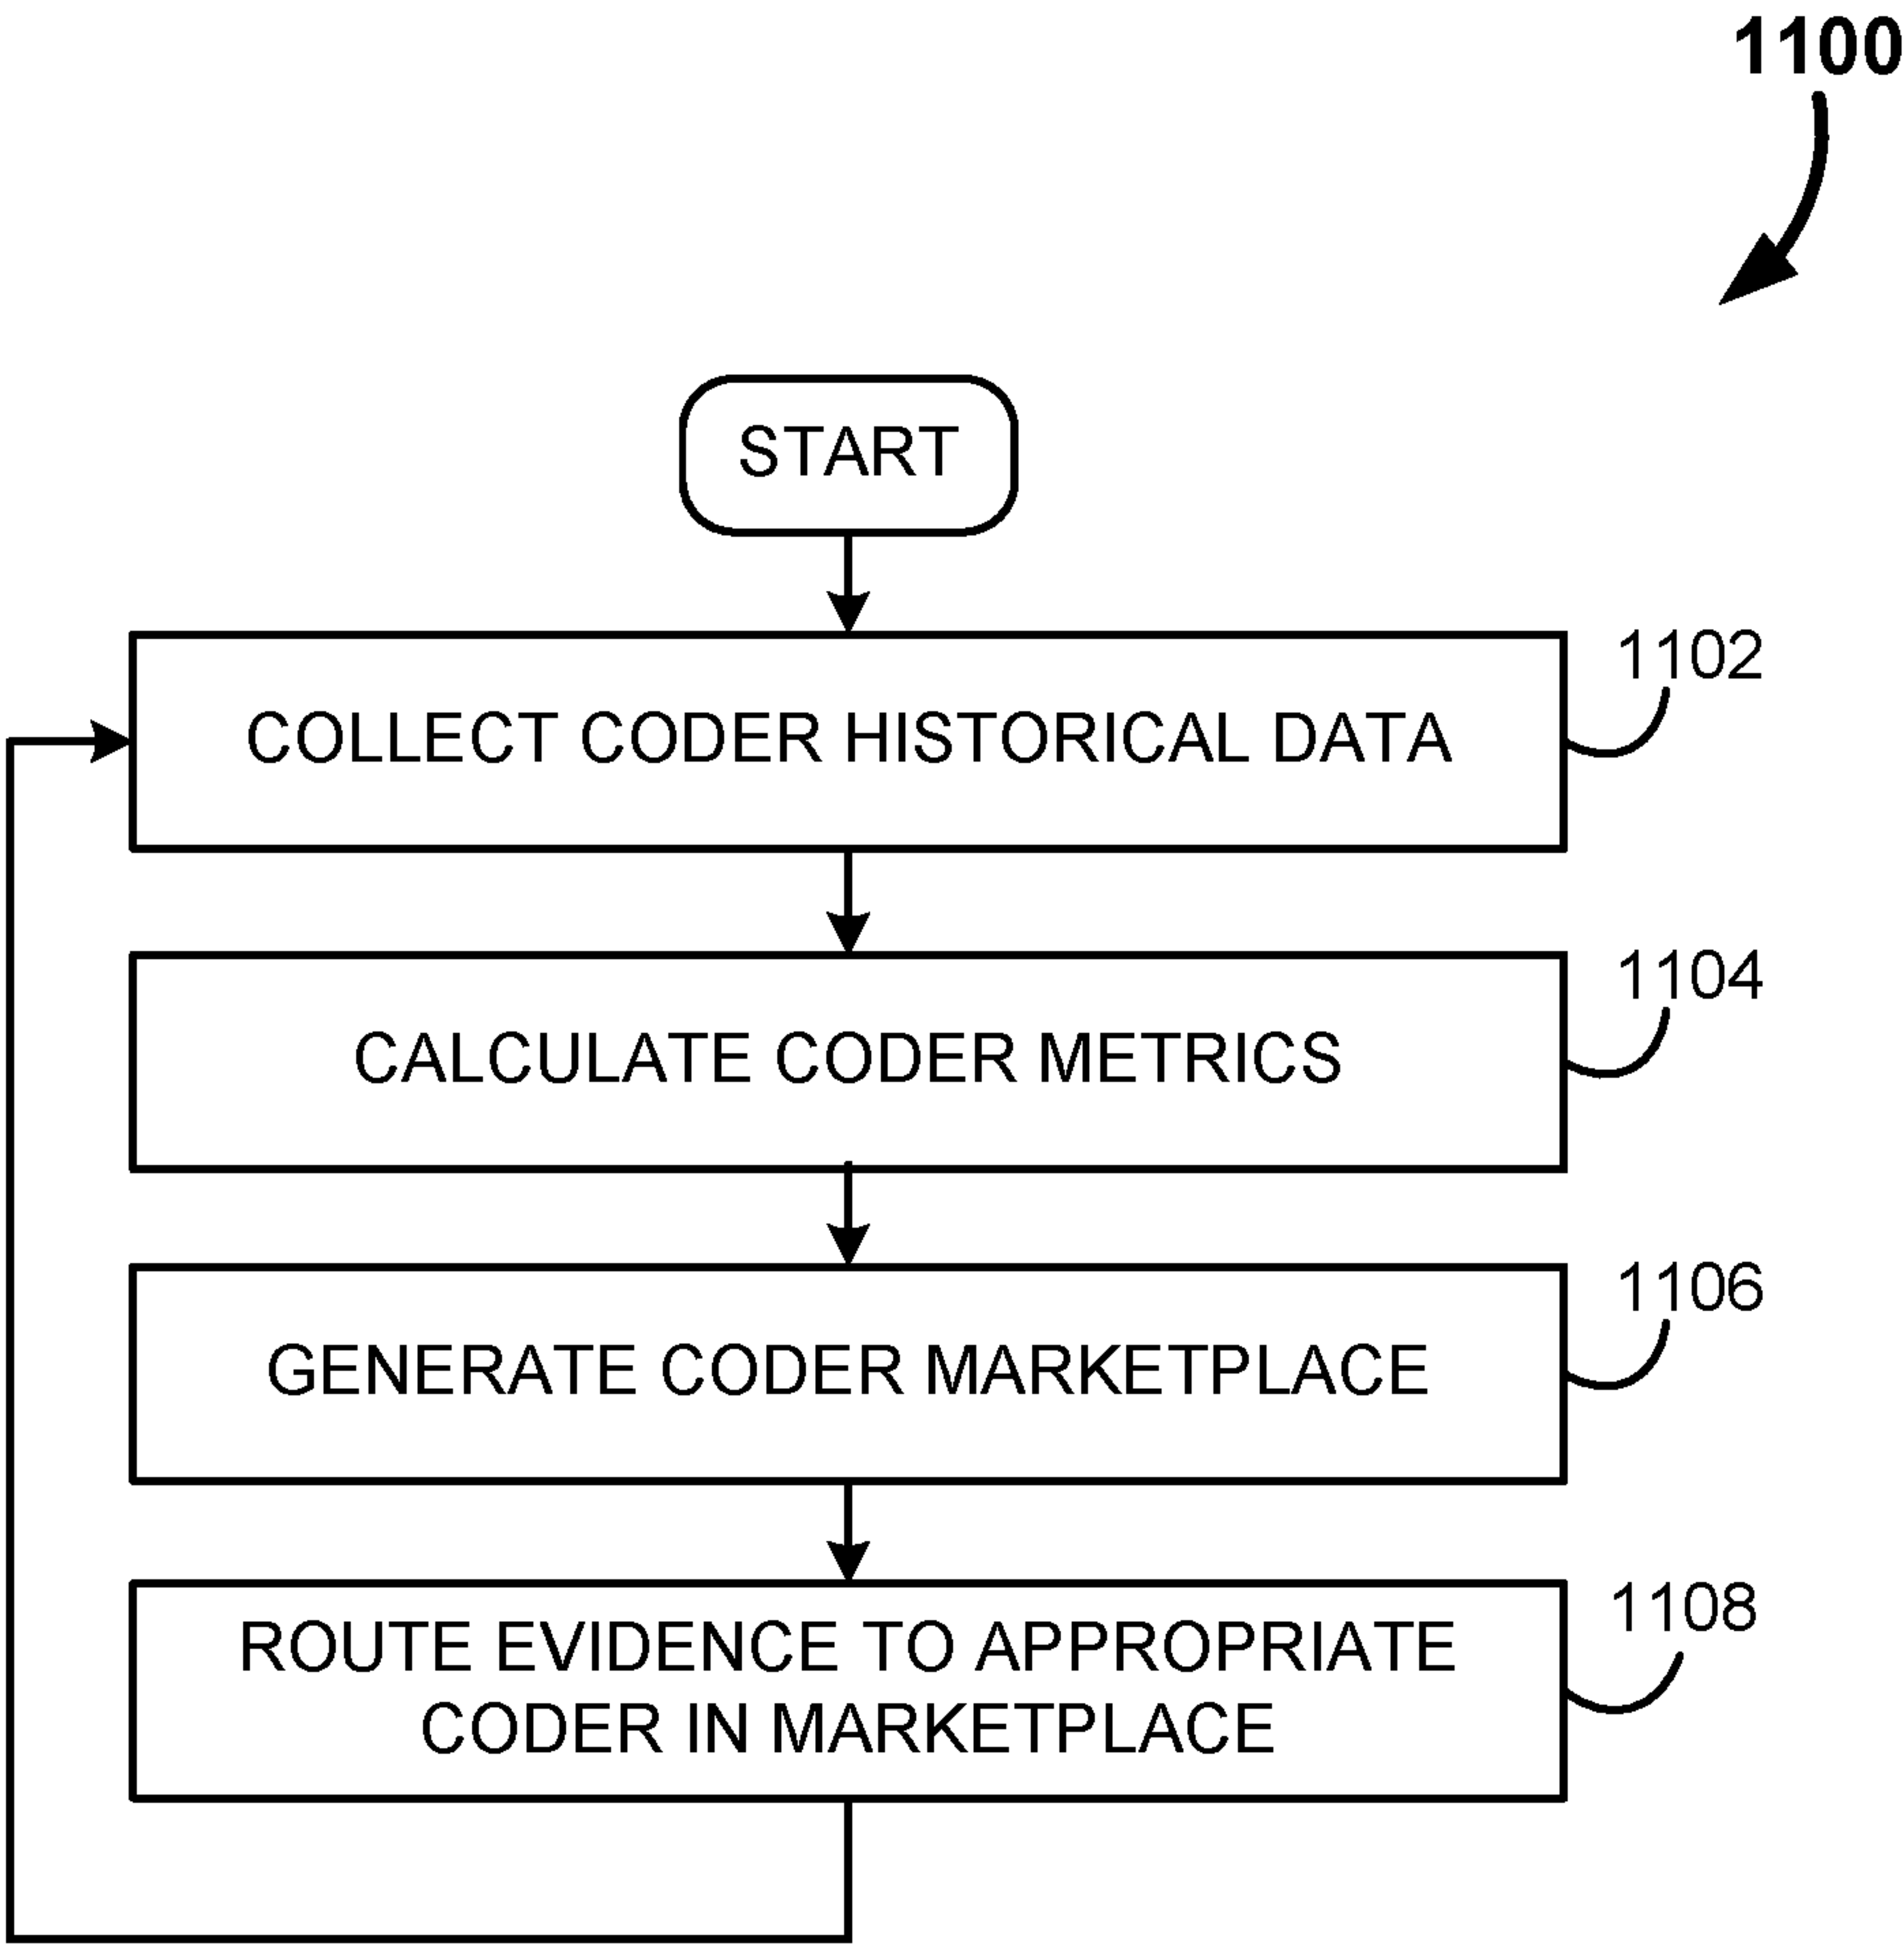 1100
START
1102
COLLECT CODER HISTORICAL DATA
1104
CALCULATE CODER METRICS
1106
GENERATE CODER MARKETPLACE
1108
ROUTE EVIDENCE TO APPROPRIATE
CODER IN MARKETPLACE